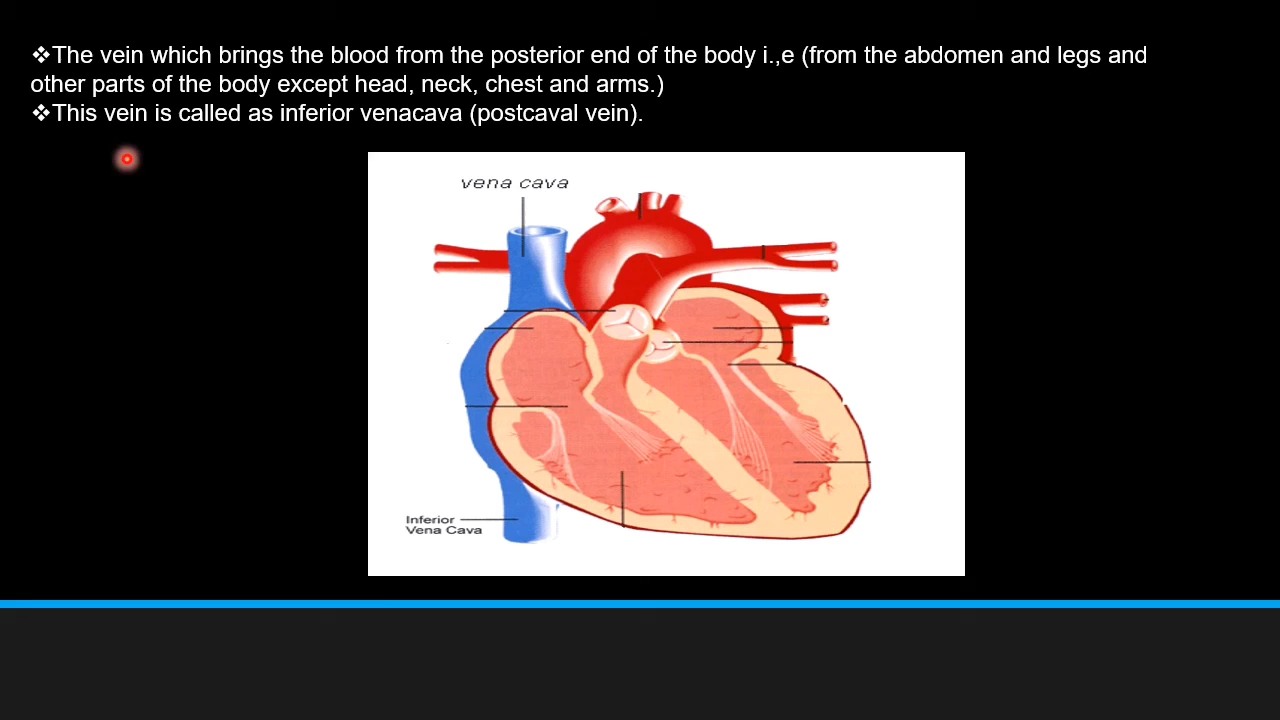 ❖The vein which brings the blood from the posterior end of the body i.,e (from the abdomen and legs and
other parts of the body except head, neck, chest and arms.)
❖This vein is called as inferior venacava (postcaval vein).
vena cava
Inferior
Vena Cava